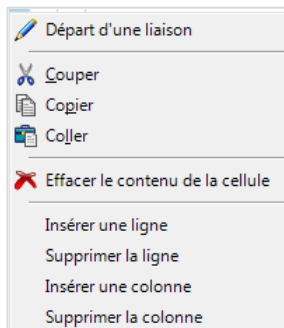 Départ d'une liaison
Couper
Copier
Coller
Effacer le contenu de la cellule
Insérer une ligne
Supprimer la ligne
Insérer une colonne
Supprimer la colonne